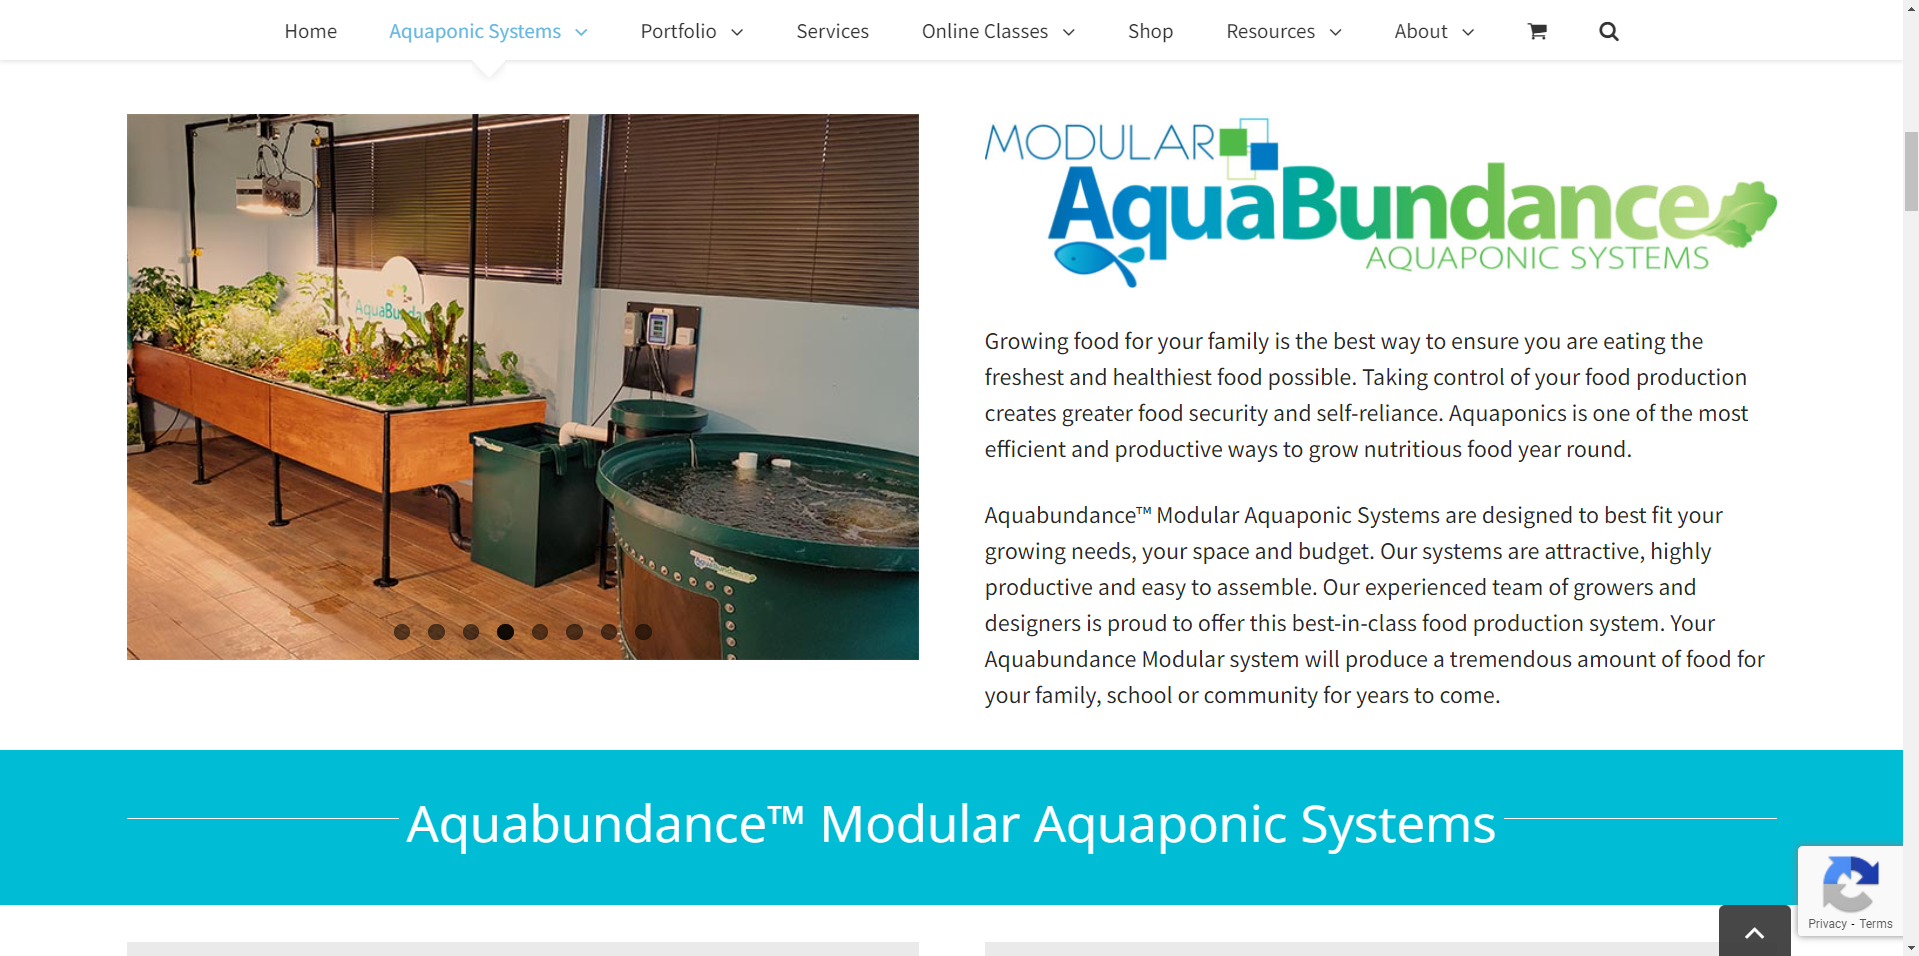 Home Aquaponic Systems Portfolio Services Online Classes Shop Resources About
MODULAR
AquaBundance
AQUAPONIC SYSTEMS
Growing food for your family is the best way to ensure you are eating the
freshest and healthiest food possible. Taking control of your food production
creates greater food security and self-reliance. Aquaponics is one of the most
efficient and productive ways to grow nutritious food year round.
Aquabundance™ Modular Aquaponic Systems are designed to best fit your
growing needs, your space and budget. Our systems are attractive, highly
productive and easy to assemble. Our experienced team of growers and
designers is proud to offer this best-in-class food production system. Your
Aquabundance Modular system will produce a tremendous amount of food for
your family, school or community for years to come.
Aquabundance™ Modular Aquaponic Systems
Privacy - Terms